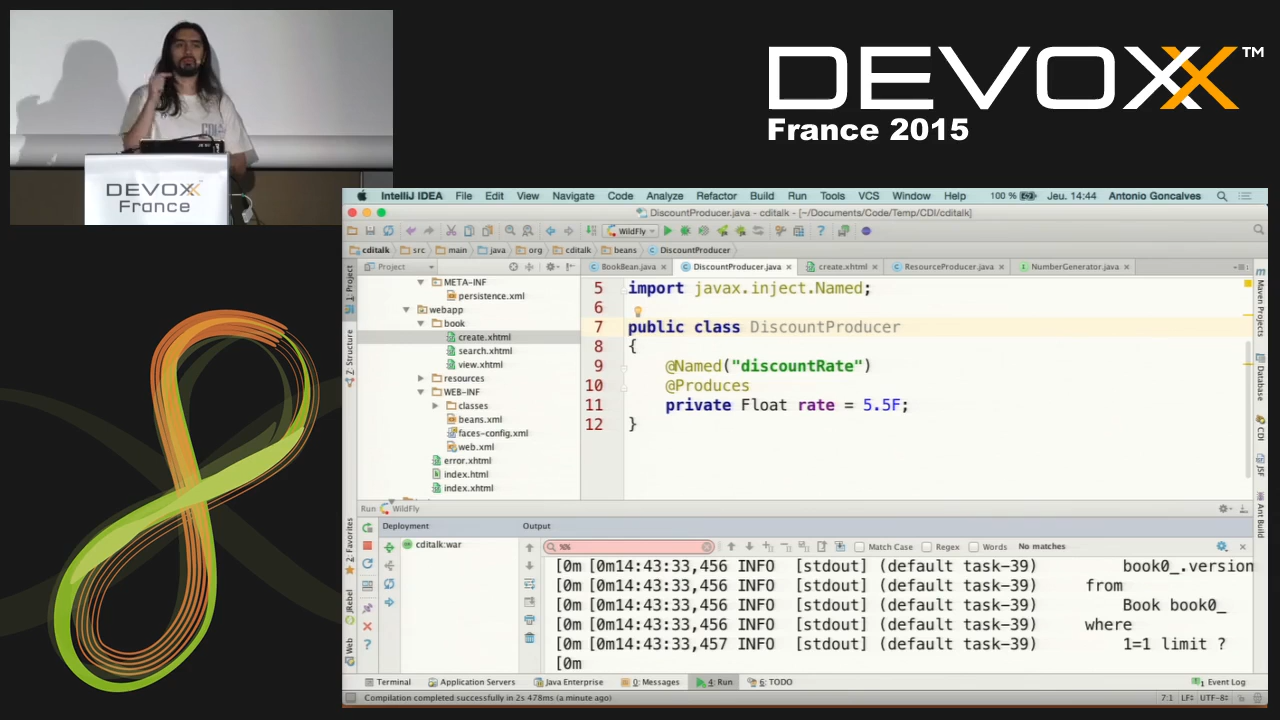 DEVOXX™
France 2015
CDI
DEVOXX™
France
IntelliJ IDEA File Edit View Navigate Code Analyze Refactor Build Run Tools VCS Window Help 100 % Jeu. 14:44 Antonio Goncalves
DiscountProducer.java - cditalk - [~/Documents/Code/Temp/CDI/cditalk]
WildFly
cditalk src main java org cditalk beans DiscountProducer
Project
BookBean.java DiscountProducer.java create.xhtml ResourceProducer.java NumberGenerator.java
META-INF
persistence.xml
webapp
book
create.xhtml
search.xhtml
view.xhtml
resources
WEB-INF
classes
beans.xml
faces-config.xml
web.xml
error.xhtml
index.html
index.xhtml
5 import javax.inject.Named;
6
7 public class DiscountProducer
8 {
9 @Named("discountRate")
10 @Produces
11 private Float rate = 5.5F;
12 }
1: Project
7: Structure
2: Favorites
JRebel
Web
Maven Projects
Database
CDI
JSF
Ant Build
Run WildFly
Deployment Output
cditalk:war
%% Match Case Regex Words No matches
[0m [0m14:43:33,456 INFO [stdout] (default task-39) book0_.version
[0m [0m14:43:33,456 INFO [stdout] (default task-39) from
[0m [0m14:43:33,456 INFO [stdout] (default task-39) Book book0_
[0m [0m14:43:33,456 INFO [stdout] (default task-39) where
[0m [0m14:43:33,457 INFO [stdout] (default task-39) 1=1 limit ?
[0m
Terminal Application Servers Java Enterprise 0: Messages 4: Run 6: TODO 1 Event Log
Compilation completed successfully in 2s 478ms (a minute ago) 7:1 LF÷ UTF-8÷